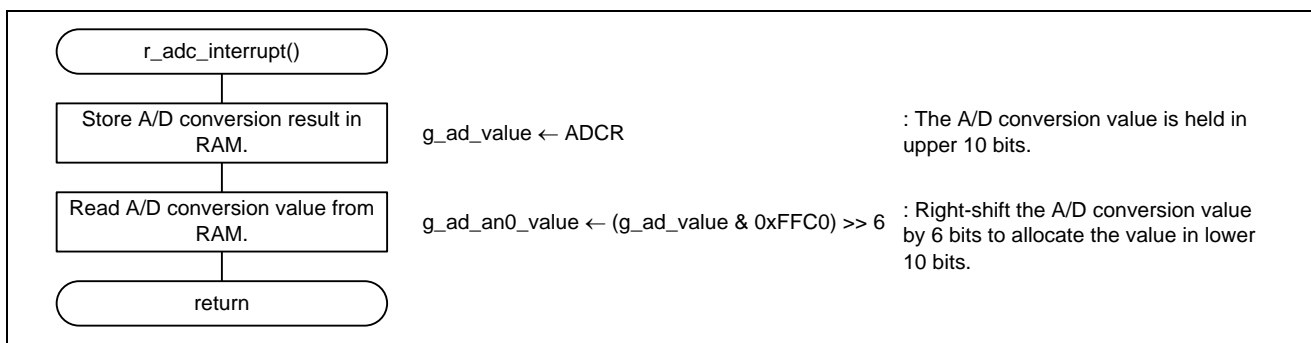 r_adc_interrupt()
Store A/D conversion result in
RAM.
g_ad_value ← ADCR
: The A/D conversion value is held in
upper 10 bits.
Read A/D conversion value from
RAM.
g_ad_an0_value ← (g_ad_value & 0xFFC0) >> 6
: Right-shift the A/D conversion value
by 6 bits to allocate the value in lower
10 bits.
return